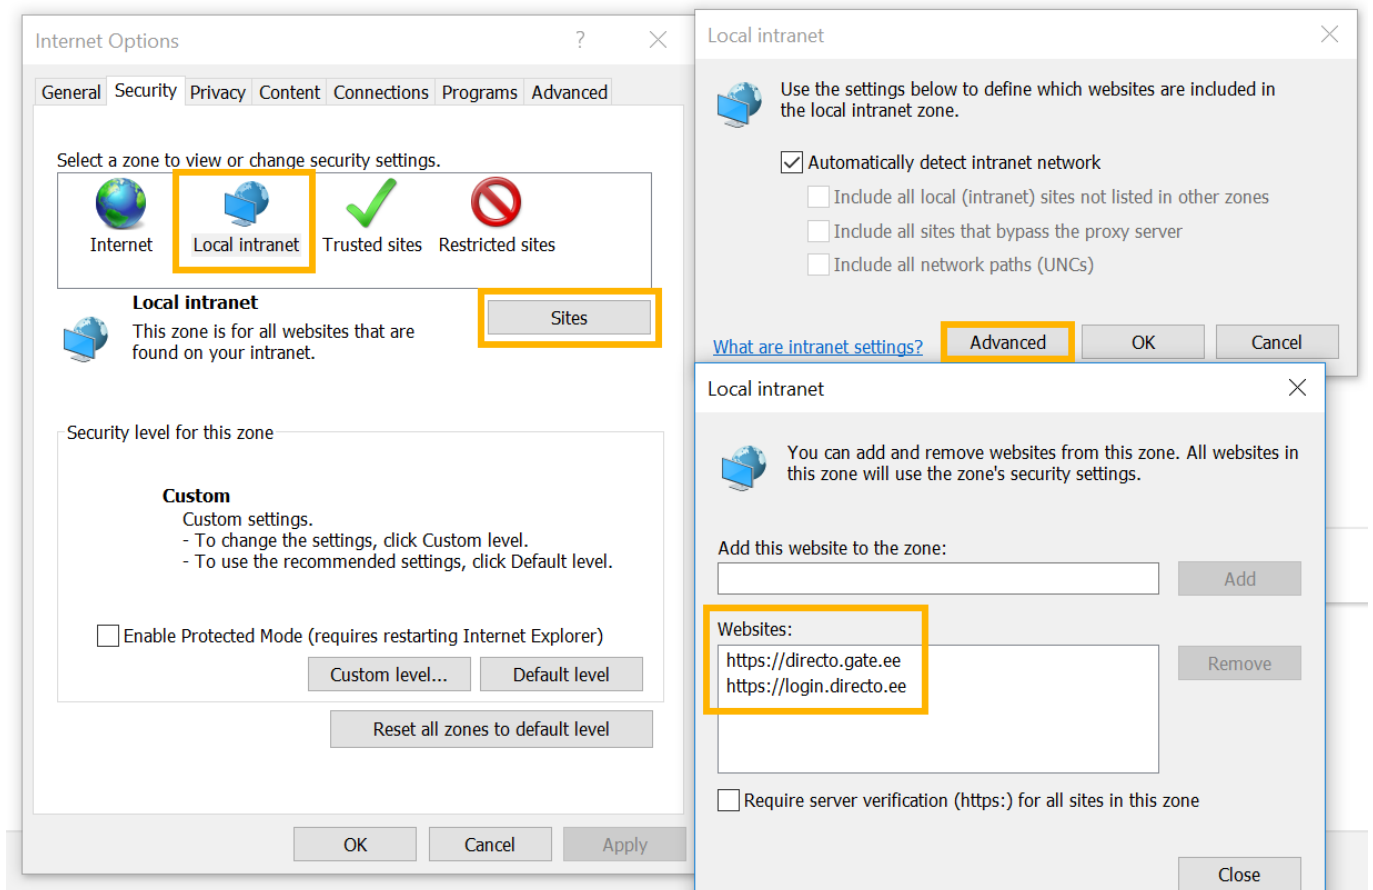 Internet Options
?
General Security Privacy Content Connections Programs Advanced
Select a zone to view or change security settings.
Internet Local intranet Trusted sites Restricted sites
Local intranet
This zone is for all websites that are
found on your intranet.
Sites
Security level for this zone
Custom
Custom settings.
- To change the settings, click Custom level.
- To use the recommended settings, click Default level.
Enable Protected Mode (requires restarting Internet Explorer)
Custom level... Default level
Reset all zones to default level
OK Cancel Apply
Local intranet
Use the settings below to define which websites are included in
the local intranet zone.
Automatically detect intranet network
Include all local (intranet) sites not listed in other zones
Include all sites that bypass the proxy server
Include all network paths (UNCs)
What are intranet settings? Advanced OK Cancel
Local intranet
You can add and remove websites from this zone. All websites in
this zone will use the zone's security settings.
Add this website to the zone:
Add
Websites:
https://directo.gate.ee
https://login.directo.ee
Remove
Require server verification (https:) for all sites in this zone
Close